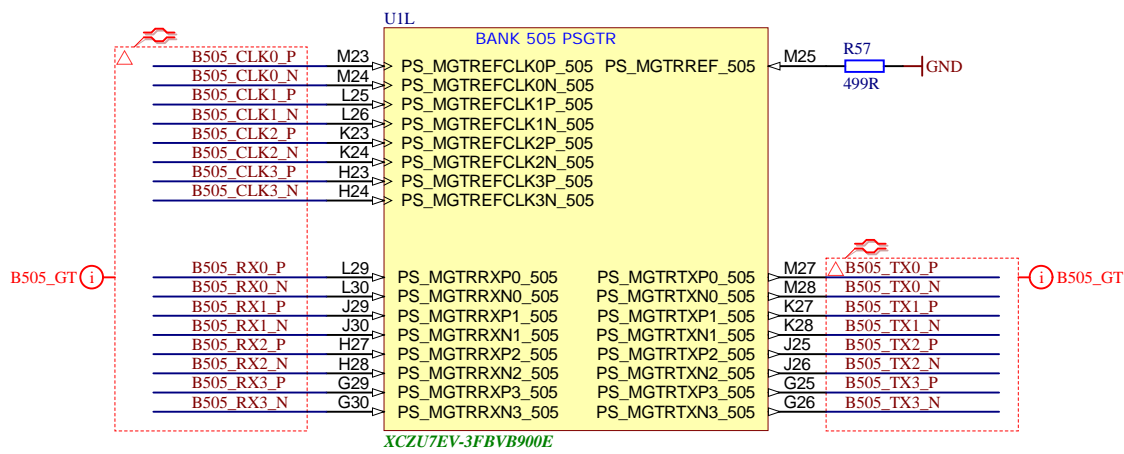 U1L
BANK 505 PSGTR
B505_CLK0_P M23 PS_MGTREFCLK0P_505 PS_MGTRREF_505 M25 R57 499R GND
B505_CLK0_N M24 PS_MGTREFCLK0N_505
B505_CLK1_P L25 PS_MGTREFCLK1P_505
B505_CLK1_N L26 PS_MGTREFCLK1N_505
B505_CLK2_P K23 PS_MGTREFCLK2P_505
B505_CLK2_N K24 PS_MGTREFCLK2N_505
B505_CLK3_P H23 PS_MGTREFCLK3P_505
B505_CLK3_N H24 PS_MGTREFCLK3N_505
B505_GT i
B505_RX0_P L29 PS_MGTRRXP0_505 PS_MGTRTXP0_505 M27 B505_TX0_P
B505_RX0_N L30 PS_MGTRRXN0_505 PS_MGTRTXN0_505 M28 B505_TX0_N
B505_RX1_P J29 PS_MGTRRXP1_505 PS_MGTRTXP1_505 K27 B505_TX1_P
B505_RX1_N J30 PS_MGTRRXN1_505 PS_MGTRTXN1_505 K28 B505_TX1_N
B505_RX2_P H27 PS_MGTRRXP2_505 PS_MGTRTXP2_505 J25 B505_TX2_P
B505_RX2_N H28 PS_MGTRRXN2_505 PS_MGTRTXN2_505 J26 B505_TX2_N
B505_RX3_P G29 PS_MGTRRXP3_505 PS_MGTRTXP3_505 G25 B505_TX3_P
B505_RX3_N G30 PS_MGTRRXN3_505 PS_MGTRTXN3_505 G26 B505_TX3_N
i B505_GT
XCZU7EV-3FBVB900E